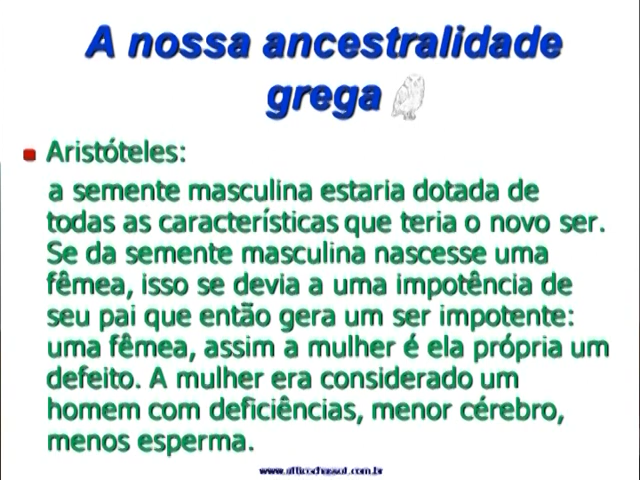 A nossa ancestralidade
grega
Aristóteles:
a semente masculina estaria dotada de
todas as características que teria o novo ser.
Se da semente masculina nascesse uma
fêmea, isso se devia a uma impotência de
seu pai que então gera um ser impotente:
uma fêmea, assim a mulher é ela própria um
defeito. A mulher era considerado um
homem com deficiências, menor cérebro,
menos esperma.